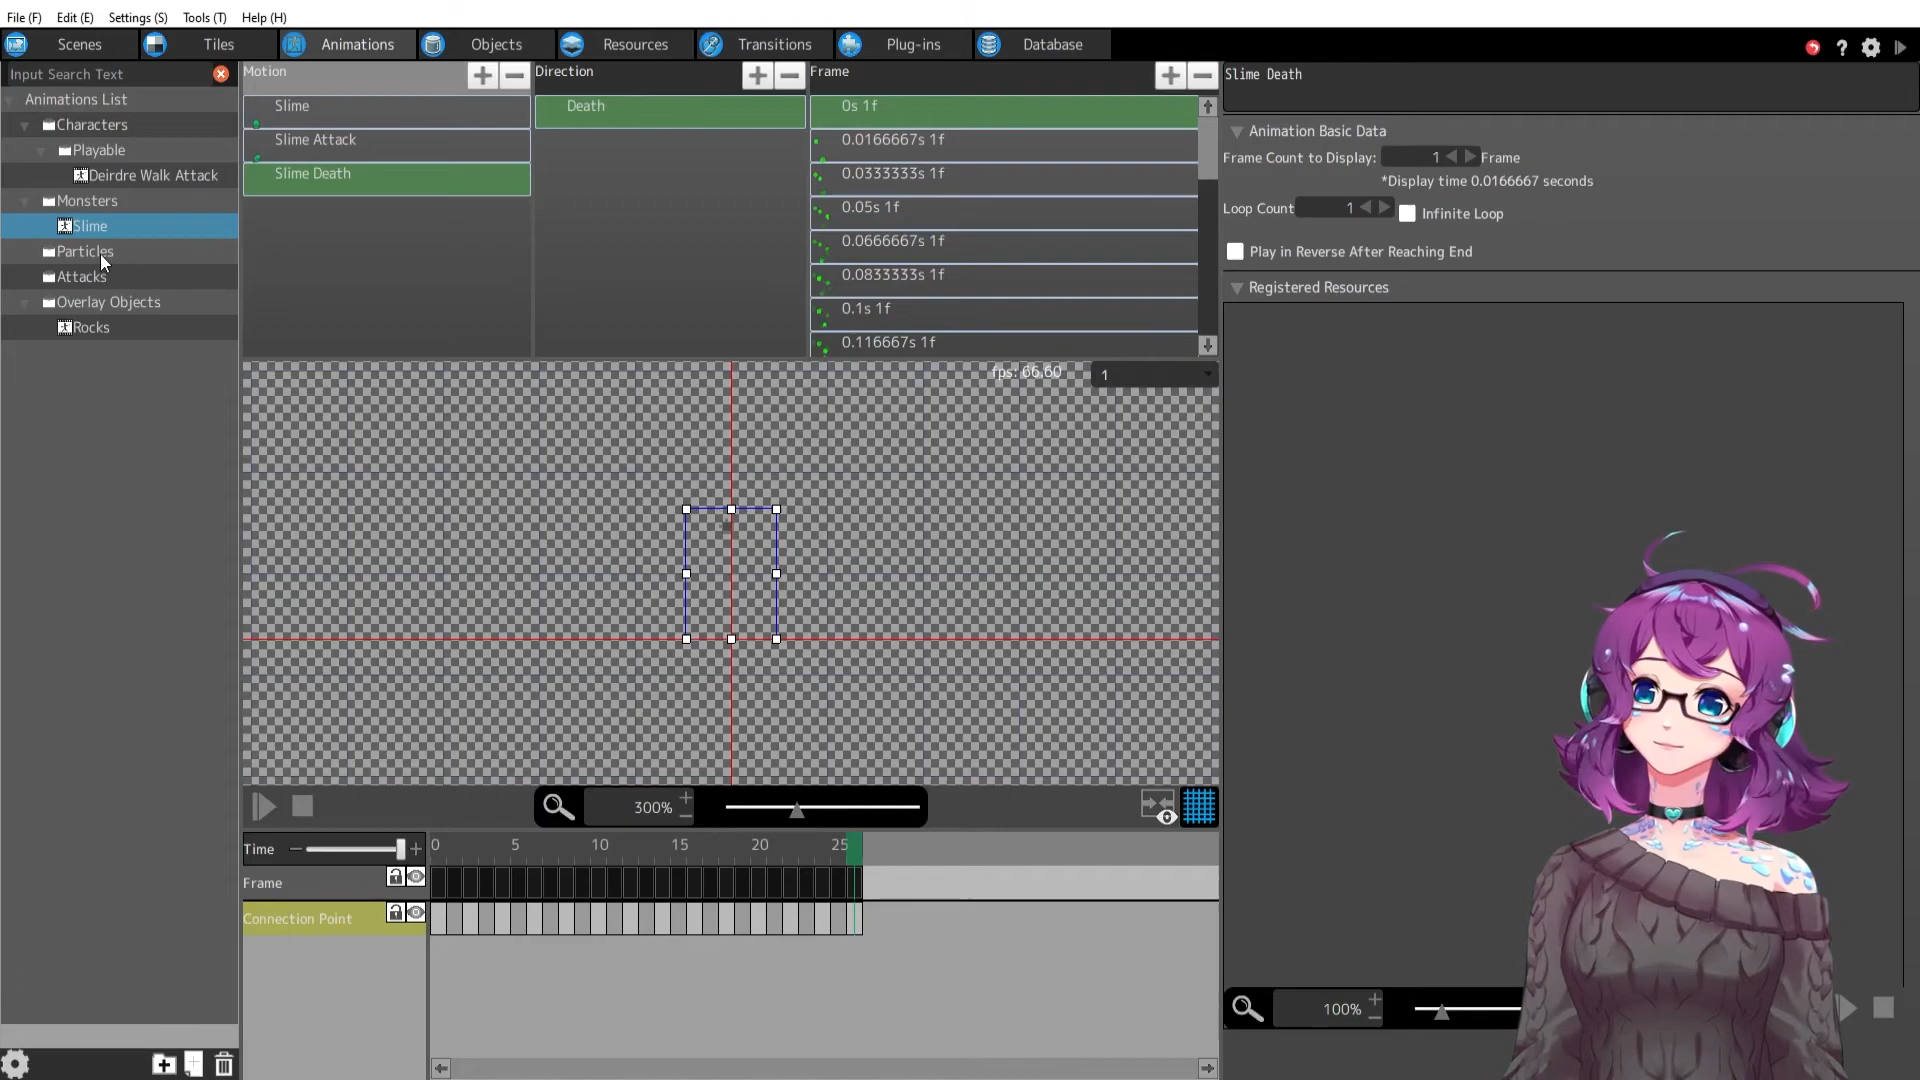 File (F) Edit (E) Settings (S) Tools (T) Help (H)
Scenes Tiles Animations Objects Resources Transitions Plug-ins Database
Input Search Text
Animations List
Characters
Playable
Deirdre Walk Attack
Monsters
Slime
Particles
Attacks
Overlay Objects
Rocks
Motion
Slime
Slime Attack
Slime Death
Direction
Death
Frame
0s 1f
0.0166667s 1f
0.0333333s 1f
0.05s 1f
0.0666667s 1f
0.0833333s 1f
0.1s 1f
0.116667s 1f
fps: 66.60
1
300%
Time
0 5 10 15 20 25
Frame
Connection Point
Slime Death
Animation Basic Data
Frame Count to Display: 1 Frame
*Display time 0.0166667 seconds
Loop Count 1 Infinite Loop
Play in Reverse After Reaching End
Registered Resources
100%